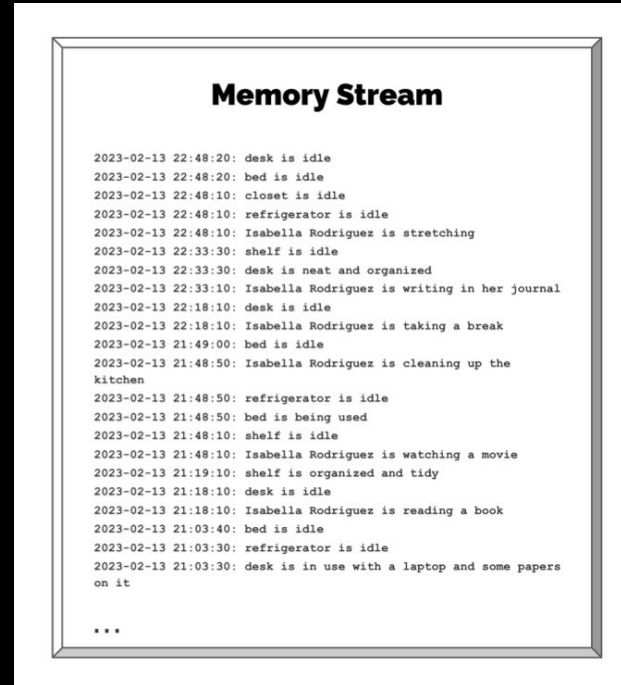 Memory Stream
2023-02-13 22:48:20: desk is idle
2023-02-13 22:48:20: bed is idle
2023-02-13 22:48:10: closet is idle
2023-02-13 22:48:10: refrigerator is idle
2023-02-13 22:48:10: Isabella Rodriguez is stretching
2023-02-13 22:33:30: shelf is idle
2023-02-13 22:33:30: desk is neat and organized
2023-02-13 22:33:10: Isabella Rodriguez is writing in her journal
2023-02-13 22:18:10: desk is idle
2023-02-13 22:18:10: Isabella Rodriguez is taking a break
2023-02-13 21:49:00: bed is idle
2023-02-13 21:48:50: Isabella Rodriguez is cleaning up the
kitchen
2023-02-13 21:48:50: refrigerator is idle
2023-02-13 21:48:50: bed is being used
2023-02-13 21:48:10: shelf is idle
2023-02-13 21:48:10: Isabella Rodriguez is watching a movie
2023-02-13 21:19:10: shelf is organized and tidy
2023-02-13 21:18:10: desk is idle
2023-02-13 21:18:10: Isabella Rodriguez is reading a book
2023-02-13 21:03:40: bed is idle
2023-02-13 21:03:30: refrigerator is idle
2023-02-13 21:03:30: desk is in use with a laptop and some papers
on it
...